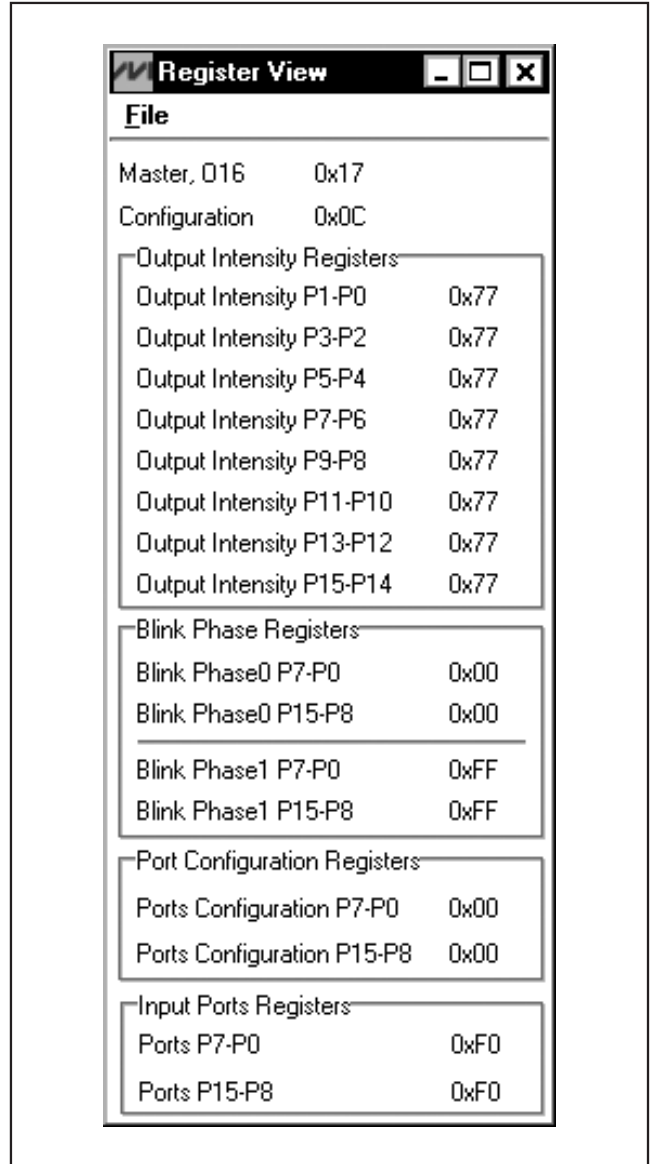 Register View
File
Master, O16 0x17
Configuration 0x0C
Output Intensity Registers
Output Intensity P1-P0 0x77
Output Intensity P3-P2 0x77
Output Intensity P5-P4 0x77
Output Intensity P7-P6 0x77
Output Intensity P9-P8 0x77
Output Intensity P11-P10 0x77
Output Intensity P13-P12 0x77
Output Intensity P15-P14 0x77
Blink Phase Registers
Blink Phase0 P7-P0 0x00
Blink Phase0 P15-P8 0x00
Blink Phase1 P7-P0 0xFF
Blink Phase1 P15-P8 0xFF
Port Configuration Registers
Ports Configuration P7-P0 0x00
Ports Configuration P15-P8 0x00
Input Ports Registers
Ports P7-P0 0xF0
Ports P15-P8 0xF0